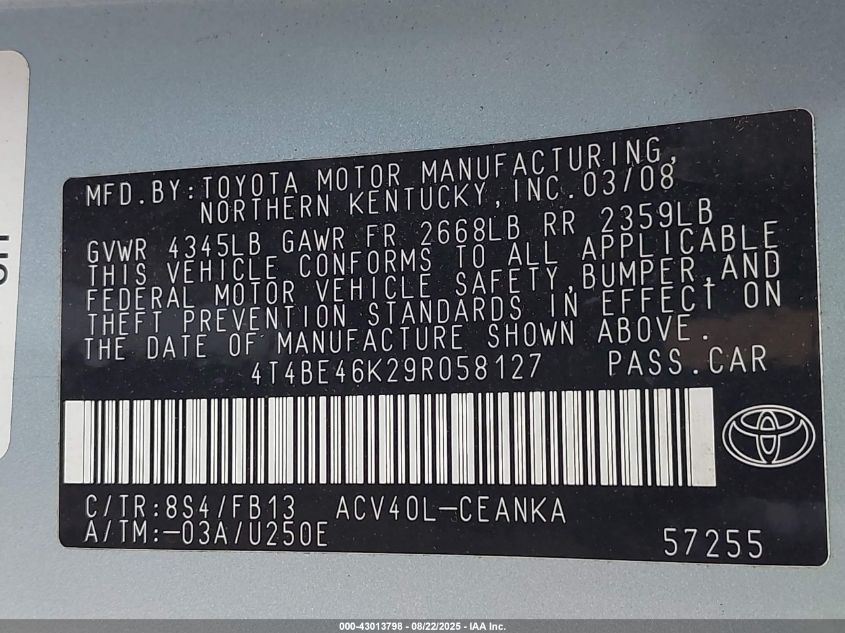 MFD.BY:TOYOTA MOTOR MANUFACTURING,
NORTHERN KENTUCKY,INC.03/08
GVWR 4345LB GAWR FR 2668LB RR 2359LB
THIS VEHICLE CONFORMS TO ALL APPLICABLE
FEDERAL MOTOR VEHICLE SAFETY,BUMPER,AND
THEFT PREVENTION STANDARDS IN EFFECT ON
THE DATE OF MANUFACTURE SHOWN ABOVE.
4T4BE46K29R058127 PASS.CAR
C/TR:8S4/FB13 ACV40L-CEANKA
A/TM:-03A/U250E
57255
000-43013798 - 08/22/2025 - IAA Inc.